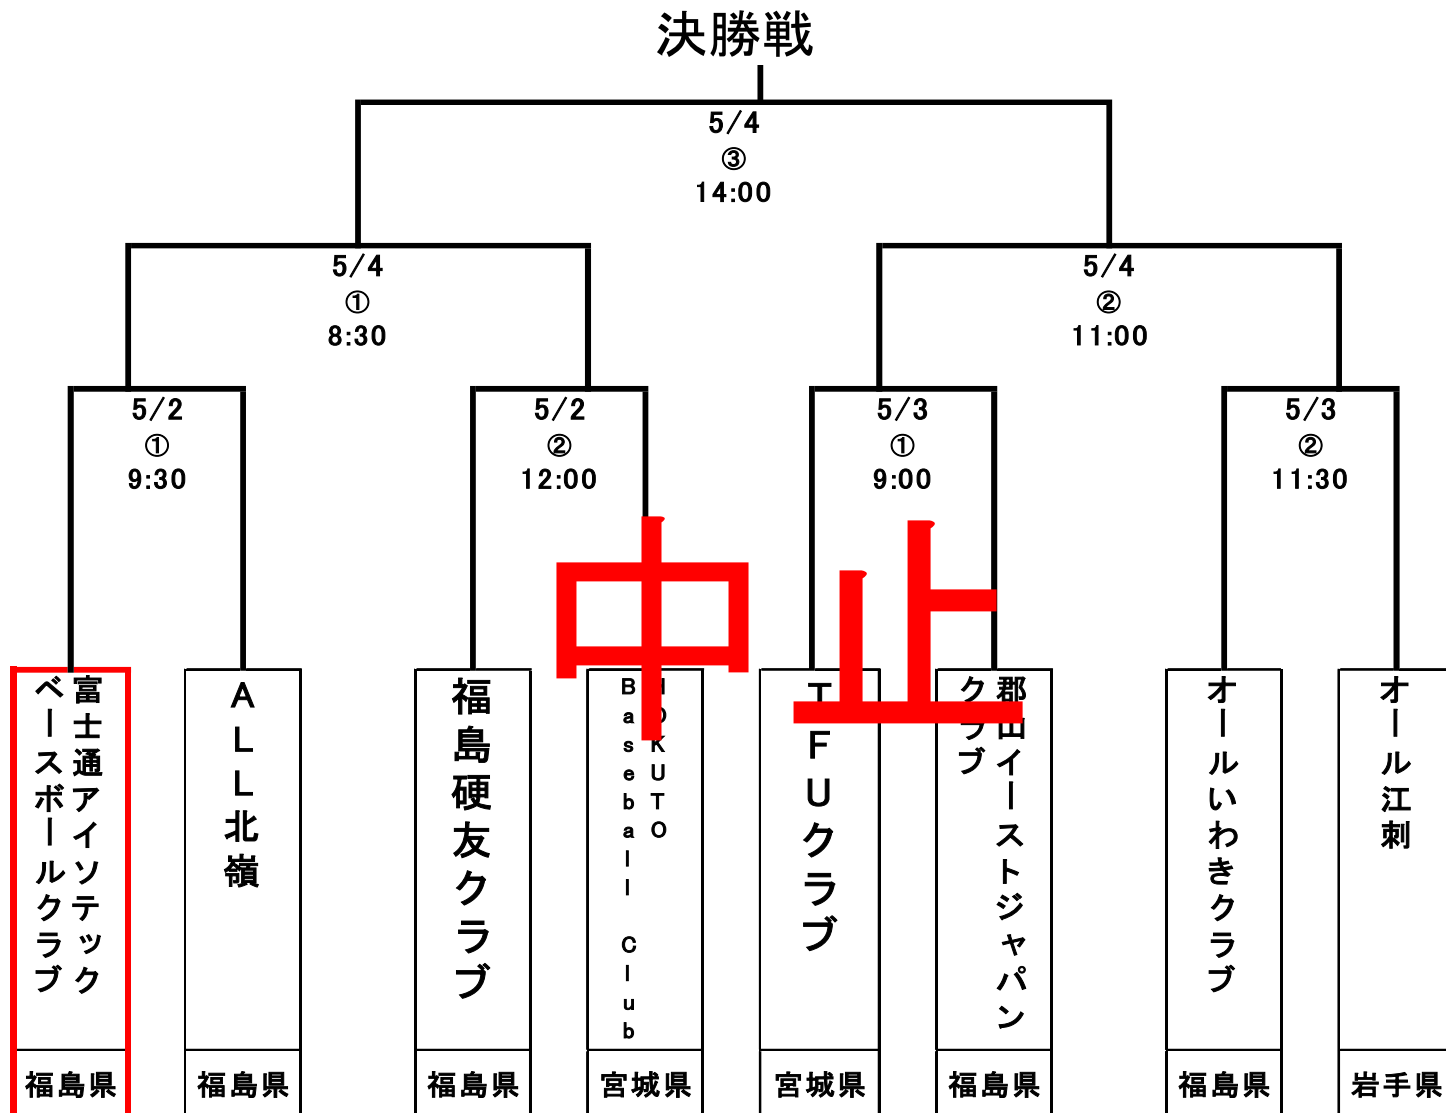 決勝戦
5/4
③
14:00
5/4
①
8:30
5/4
②
11:00
5/2
①
9:30
5/2
②
12:00
5/3
①
9:00
5/3
②
11:30
中止
富士通アイソテック
ベースボールクラブ
ALL北嶺
福島硬友クラブ
HOKUTO
Baseball Club
TFUクラブ
郡山イーストジャパン
クラブ
オールいわきクラブ
オール江刺
福島県
福島県
福島県
宮城県
宮城県
福島県
福島県
岩手県